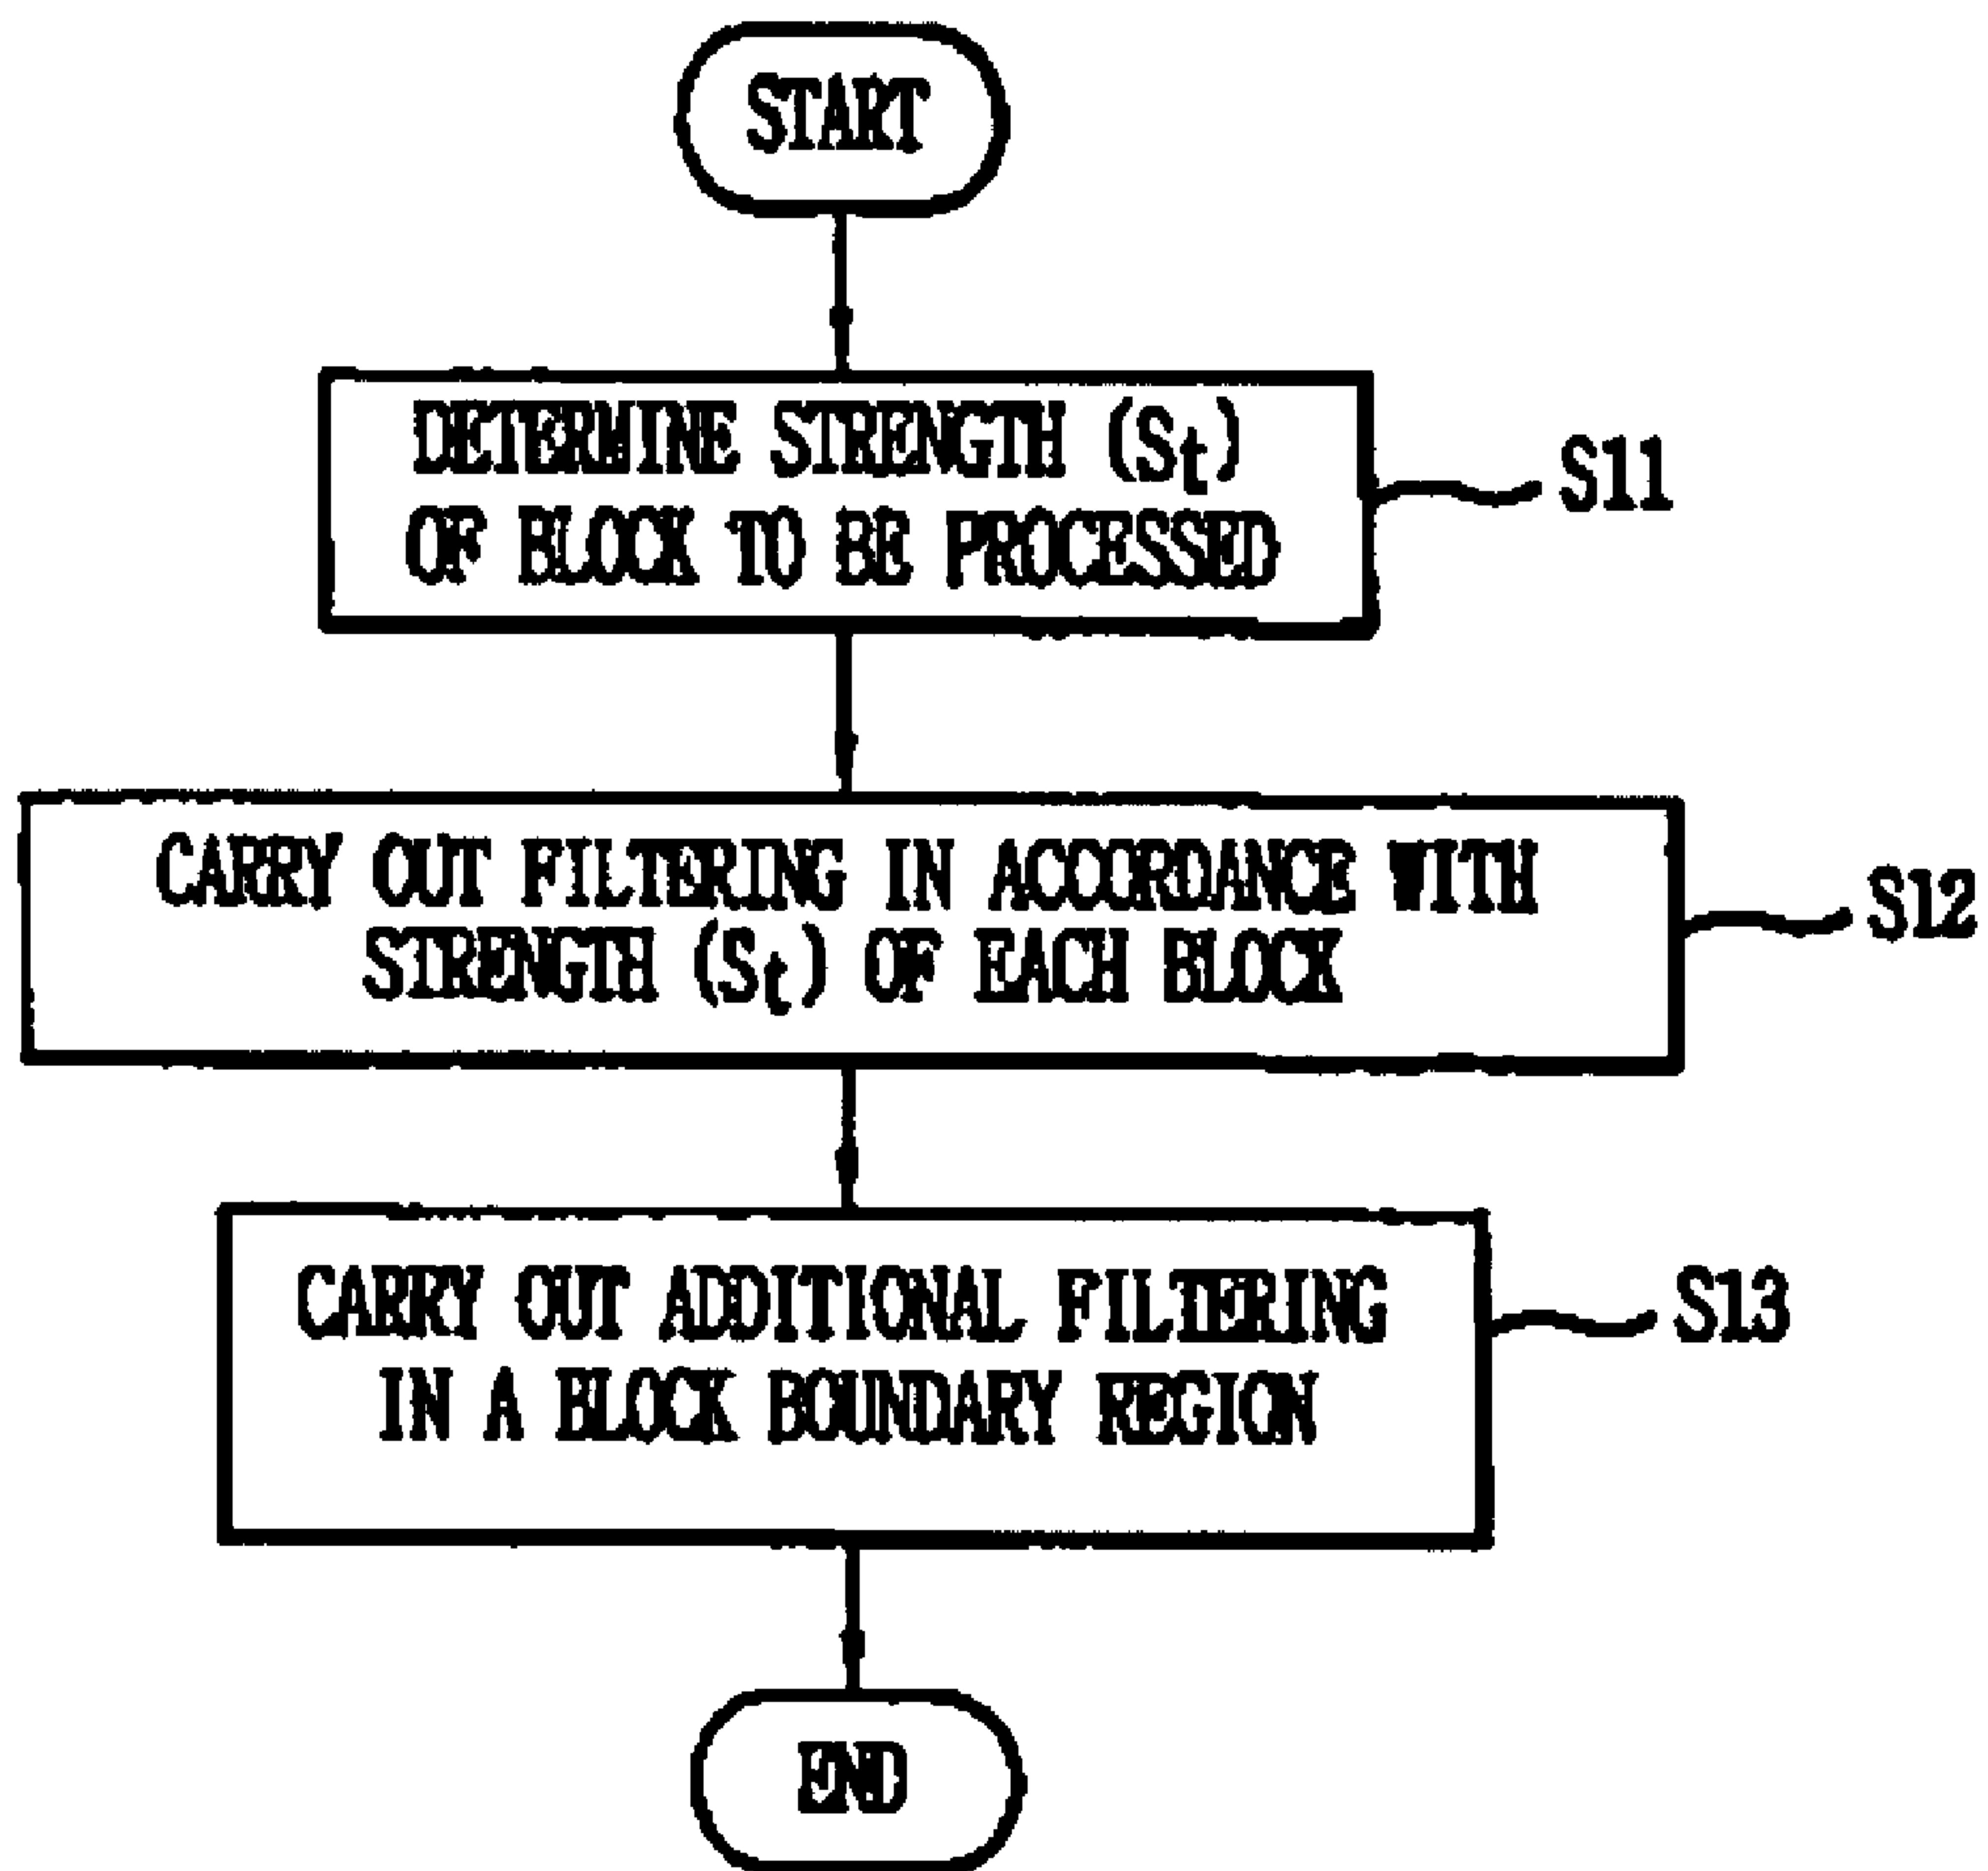 START
DETERMINE STRENGTH (St)
OF BLOCK TO BE PROCESSED
S11
CARRY OUT FILTERING IN ACCORDANCE WITH
STRENGTH (St) OF EACH BLOCK
S12
CARRY OUT ADDITIONAL FILTERING
IN A BLOCK BOUNDARY REGION
S13
END